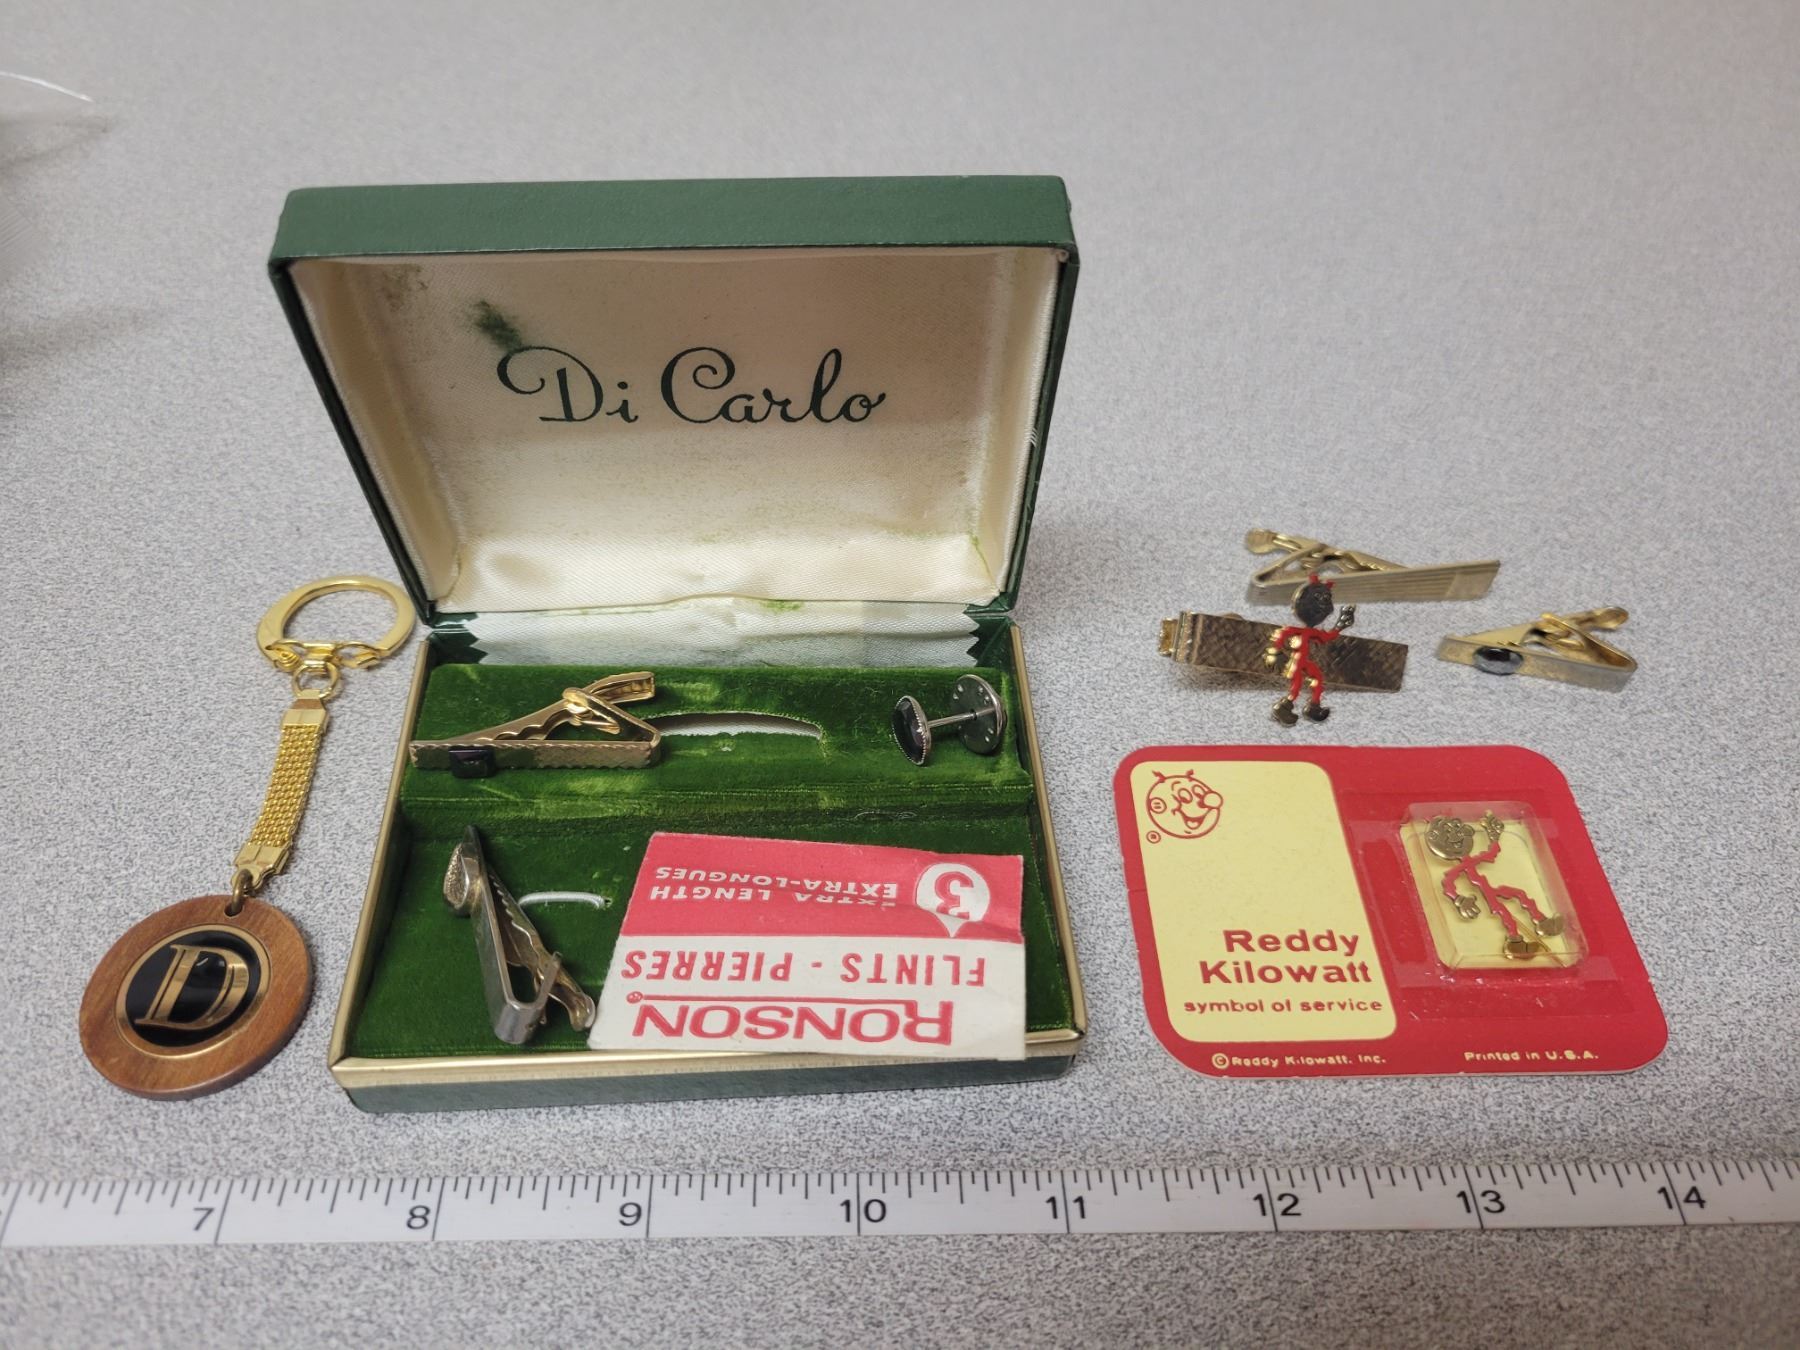 Di Carlo
D
3
EXTRA LENGTH
EXTRA-LONGUES
FLINTS - PIERRES
RONSON®
®
Reddy
Kilowatt
symbol of service
© Reddy Kilowatt, Inc. Printed in U.S.A.
7 8 9 10 11 12 13 14